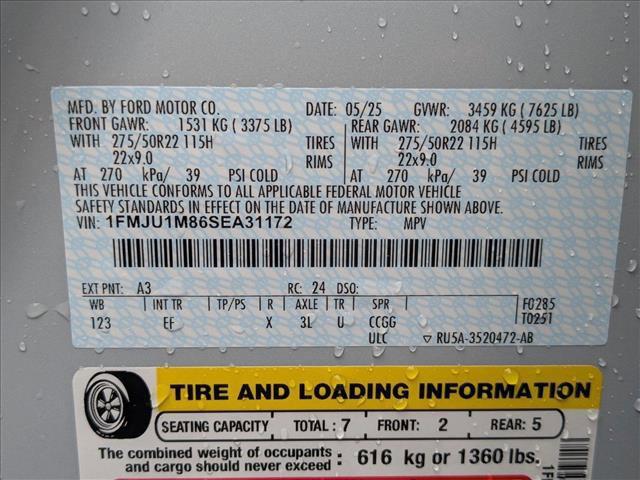 MFD. BY FORD MOTOR CO. DATE: 05/25 GVWR: 3459 KG (7625 LB)
FRONT GAWR: 1531 KG (3375 LB) REAR GAWR: 2084 KG (4595 LB)
WITH 275/50R22 115H TIRES WITH 275/50R22 115H TIRES
22x9.0 RIMS 22x9.0 RIMS
AT 270 kPa/ 39 PSI COLD AT 270 kPa/ 39 PSI COLD
THIS VEHICLE CONFORMS TO ALL APPLICABLE FEDERAL MOTOR VEHICLE
SAFETY STANDARDS IN EFFECT ON THE DATE OF MANUFACTURE SHOWN ABOVE.
VIN: 1FMJU1M86SEA31172 TYPE: MPV
EXT PNT: A3 RC: 24 DSO:
WB INT TR TP/PS R AXLE TR SPR F0285
123 EF X 3L U CCGG T0251
ULC ▽ RU5A-3520472-AB
TIRE AND LOADING INFORMATION
SEATING CAPACITY TOTAL: 7 FRONT: 2 REAR: 5
The combined weight of occupants
and cargo should never exceed : 616 kg or 1360 lbs.